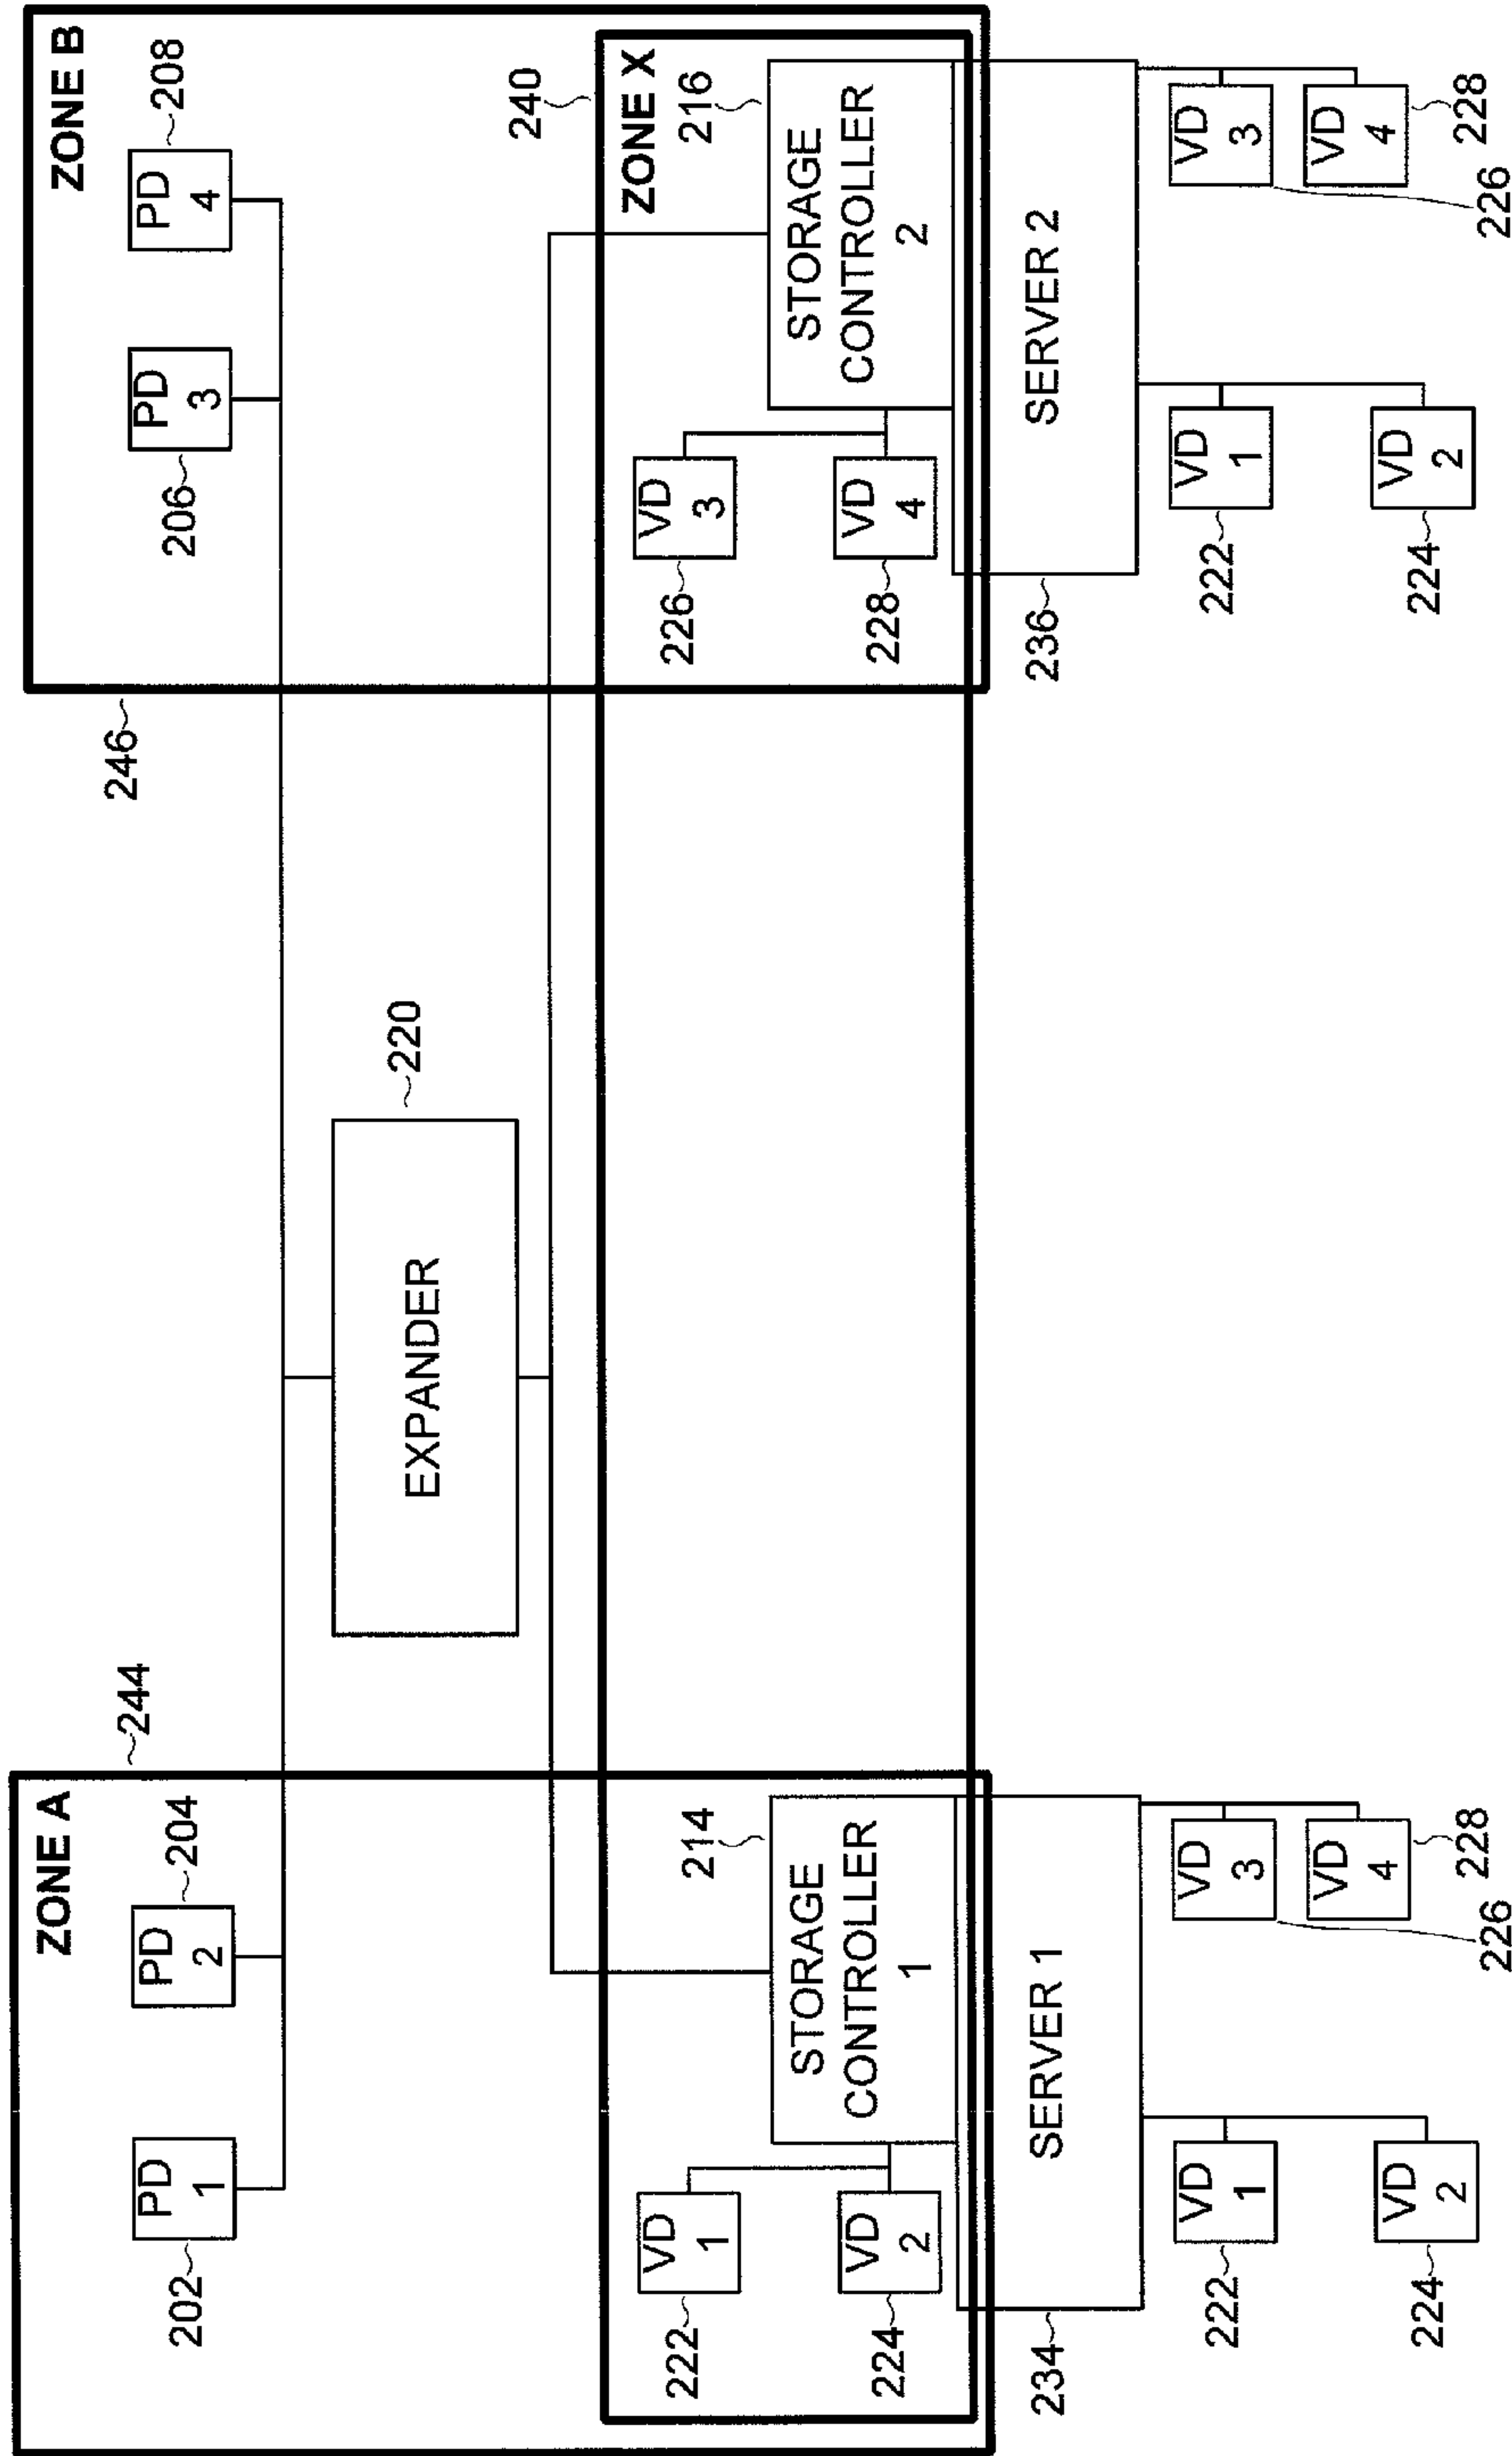 ZONE A
244
PD
1
202
PD
2
204
EXPANDER
220
246
ZONE B
PD
3
206
PD
4
208
240
ZONE X
VD
1
222
VD
2
224
STORAGE
CONTROLLER
1
214
SERVER 1
234
VD
1
222
VD
2
224
VD
3
226
VD
4
228
VD
3
226
VD
4
228
STORAGE
CONTROLLER
2
216
SERVER 2
236
VD
1
222
VD
2
224
VD
3
226
VD
4
228